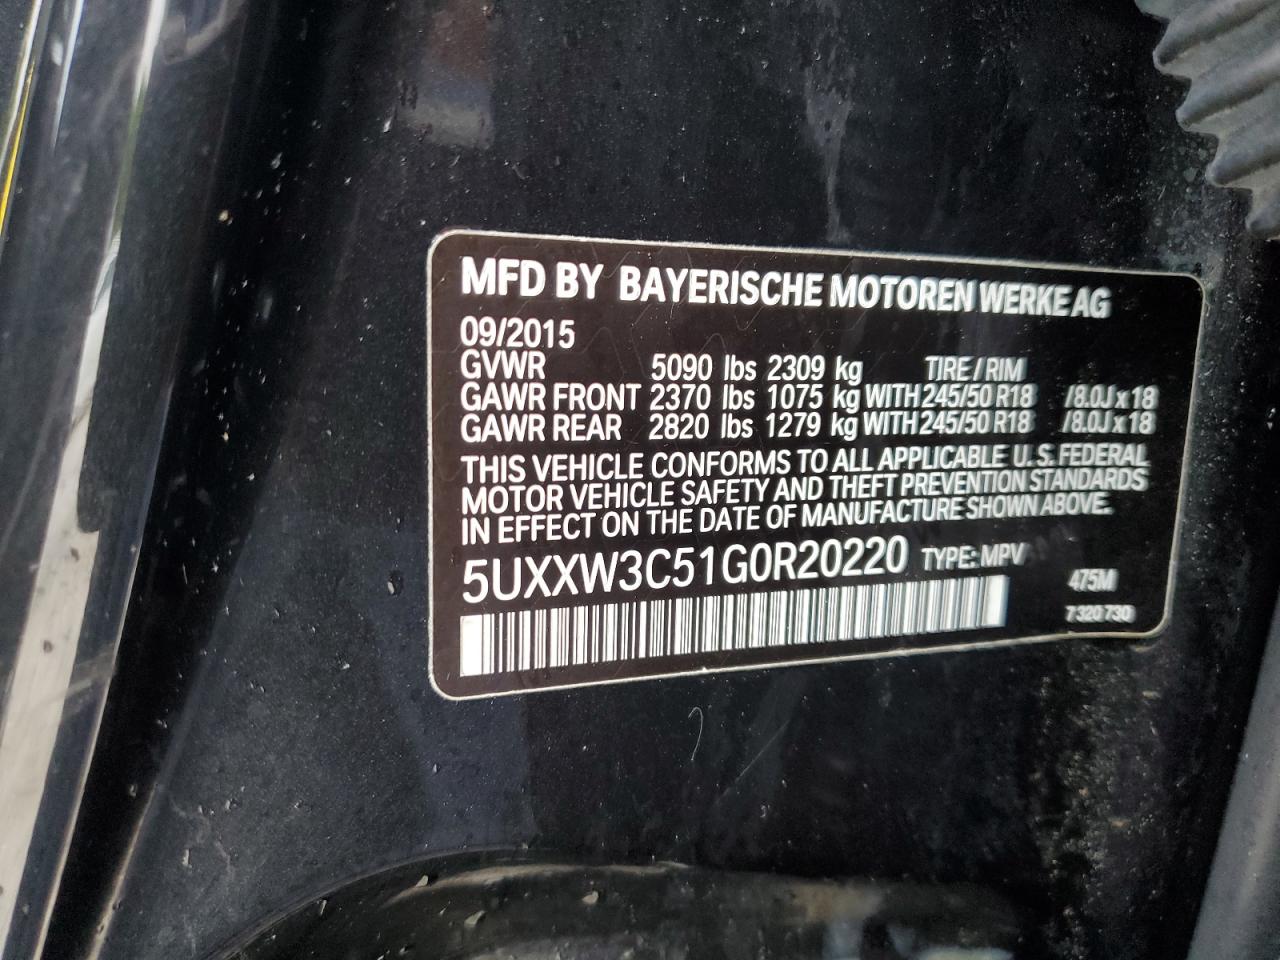 MFD BY BAYERISCHE MOTOREN WERKE AG
09/2015
GVWR 5090 lbs 2309 kg TIRE / RIM
GAWR FRONT 2370 lbs 1075 kg WITH 245/50 R18 /8.0J x 18
GAWR REAR 2820 lbs 1279 kg WITH 245/50 R18 /8.0J x 18
THIS VEHICLE CONFORMS TO ALL APPLICABLE U.S. FEDERAL
MOTOR VEHICLE SAFETY AND THEFT PREVENTION STANDARDS
IN EFFECT ON THE DATE OF MANUFACTURE SHOWN ABOVE.
5UXXW3C51G0R20220 TYPE: MPV
475M
7 320 730